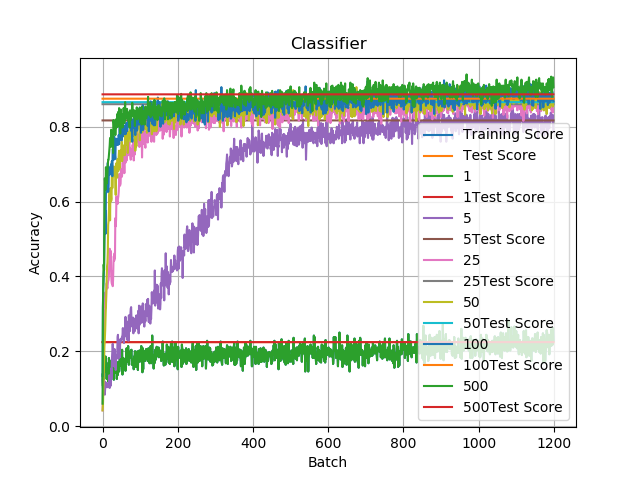 Classifier
Accuracy
0.8
0.6
0.4
0.2
0.0
Training Score
Test Score
1
1Test Score
5
5Test Score
25
25Test Score
50
50Test Score
100
100Test Score
500
500Test Score
0 200 400 600 800 1000 1200
Batch